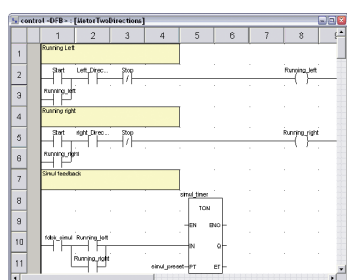 control <DFB> : [MotorTwoDirections]
1 2 3 4 5 6 7 8
1 Running Left
2 Start Left_Direc... Stop Running_left
3 Running_left
4 Running right
5 Start right_Direc... Stop Running_right
6 Running_right
7 Simul feedback
8 simul_timer
TON
9 EN ENO
10 fdbk_simul Running_left IN Q
11 Running_right simul_preset PT ET